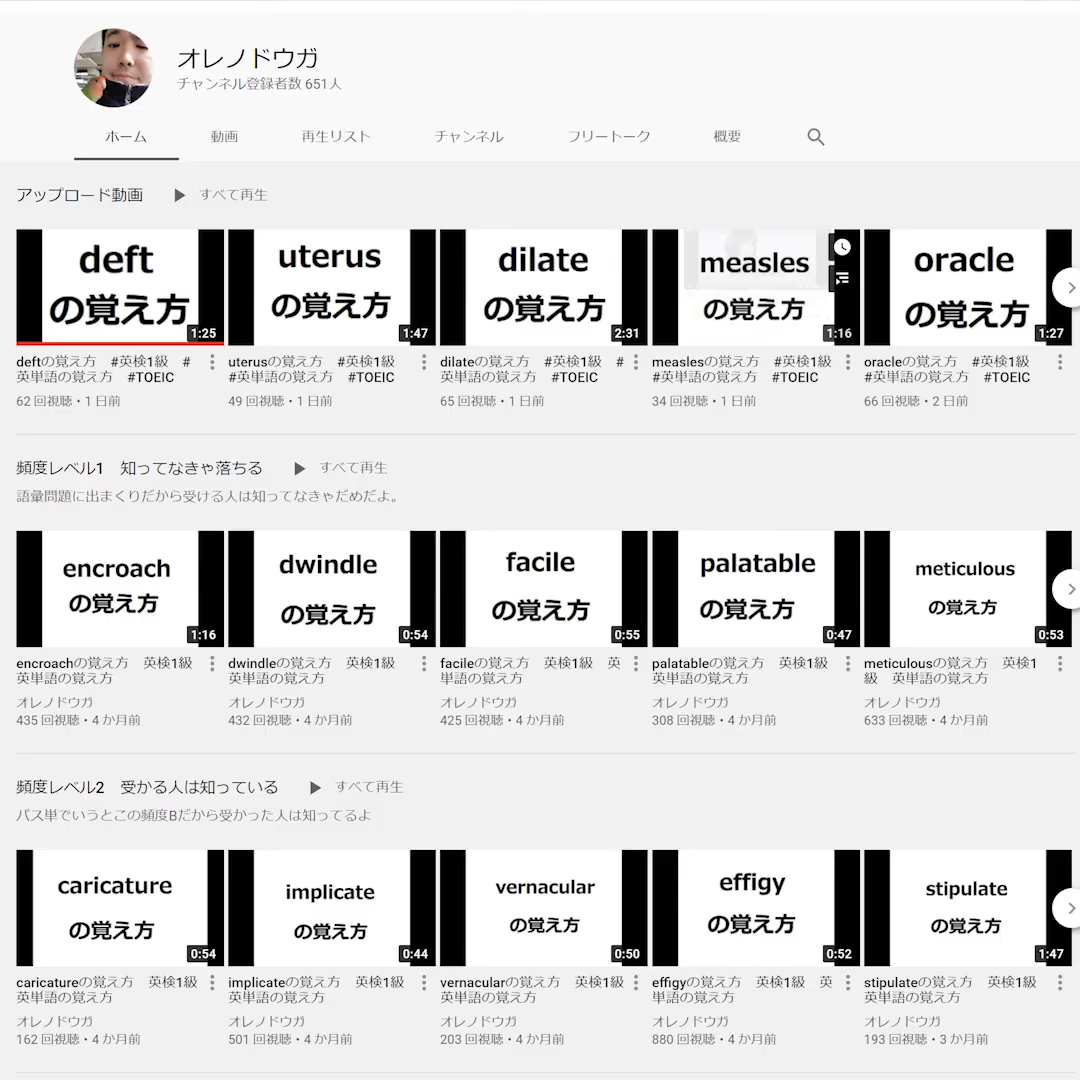 オレノドウガ
チャンネル登録者数 651人
ホーム 動画 再生リスト チャンネル フリートーク 概要
アップロード動画 すべて再生
deft uterus dilate measles oracle
の覚え方 の覚え方 の覚え方 の覚え方 の覚え方
1:25 1:47 2:31 1:16 1:27
deftの覚え方 #英検1級 # uterusの覚え方 #英検1級 dilateの覚え方 #英検1級 # measlesの覚え方 #英検1級 oracleの覚え方 #英検1級
英単語の覚え方 #TOEIC #英単語の覚え方 #TOEIC 英単語の覚え方 #TOEIC #英単語の覚え方 #TOEIC #英単語の覚え方 #TOEIC
62 回視聴・1 日前 49 回視聴・1 日前 65 回視聴・1 日前 34 回視聴・1 日前 66 回視聴・2 日前
頻度レベル1 知ってなきゃ落ちる すべて再生
語彙問題に出まくりだから受ける人は知ってなきゃだめだよ。
encroach dwindle facile palatable meticulous
の覚え方 の覚え方 の覚え方 の覚え方 の覚え方
1:16 0:54 0:55 0:47 0:53
encroachの覚え方 英検1級 dwindleの覚え方 英検1級 facileの覚え方 英検1級 英 palatableの覚え方 英検1級 meticulousの覚え方 英検1
英単語の覚え方 英単語の覚え方 単語の覚え方 英単語の覚え方 級 英単語の覚え方
オレノドウガ オレノドウガ オレノドウガ オレノドウガ オレノドウガ
435 回視聴・4 か月前 432 回視聴・4 か月前 425 回視聴・4 か月前 308 回視聴・4 か月前 633 回視聴・4 か月前
頻度レベル2 受かる人は知っている すべて再生
パス単でいうとこの頻度Bだから受かった人は知ってるよ
caricature implicate vernacular effigy stipulate
の覚え方 の覚え方 の覚え方 の覚え方 の覚え方
0:54 0:44 0:50 0:52 1:47
caricatureの覚え方 英検1級 implicateの覚え方 英検1級 vernacularの覚え方 英検1級 effigyの覚え方 英検1級 英 stipulateの覚え方 英検1級
英単語の覚え方 英単語の覚え方 英単語の覚え方 単語の覚え方 英単語の覚え方
オレノドウガ オレノドウガ オレノドウガ オレノドウガ オレノドウガ
162 回視聴・4 か月前 501 回視聴・4 か月前 203 回視聴・4 か月前 880 回視聴・4 か月前 193 回視聴・3 か月前